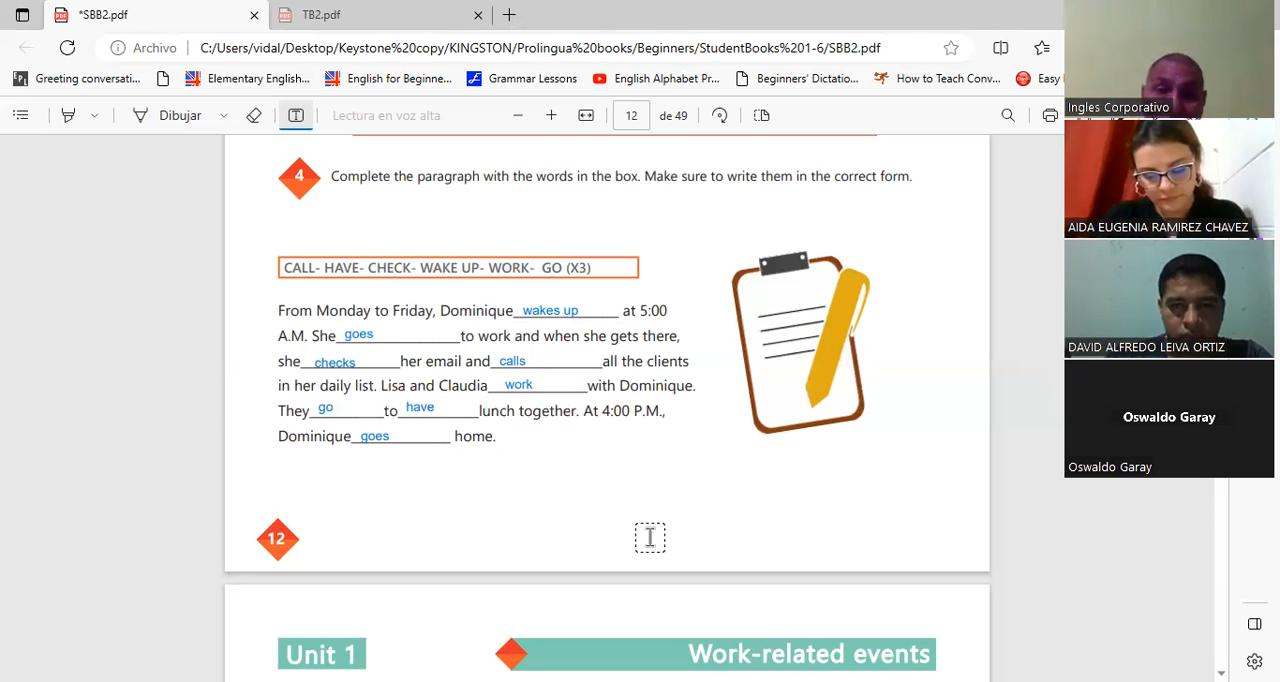 *SBB2.pdf
TB2.pdf
Archivo
C:/Users/vidal/Desktop/Keystone%20copy/KINGSTON/Prolingua%20books/Beginners/StudentBooks%201-6/SBB2.pdf
Greeting conversati...
Elementary English...
English for Beginne...
Grammar Lessons
English Alphabet Pr...
Beginners' Dictatio...
How to Teach Conv...
Easy
Dibujar
Lectura en voz alta
12
de 49
4
Complete the paragraph with the words in the box. Make sure to write them in the correct form.
CALL- HAVE- CHECK- WAKE UP- WORK- GO (X3)
From Monday to Friday, Dominique wakes up at 5:00
A.M. She goes to work and when she gets there,
she checks her email and calls all the clients
in her daily list. Lisa and Claudia work with Dominique.
They go to have lunch together. At 4:00 P.M.,
Dominique goes home.
12
Unit 1
Work-related events
Ingles Corporativo
AIDA EUGENIA RAMIREZ CHAVEZ
DAVID ALFREDO LEIVA ORTIZ
Oswaldo Garay
Oswaldo Garay